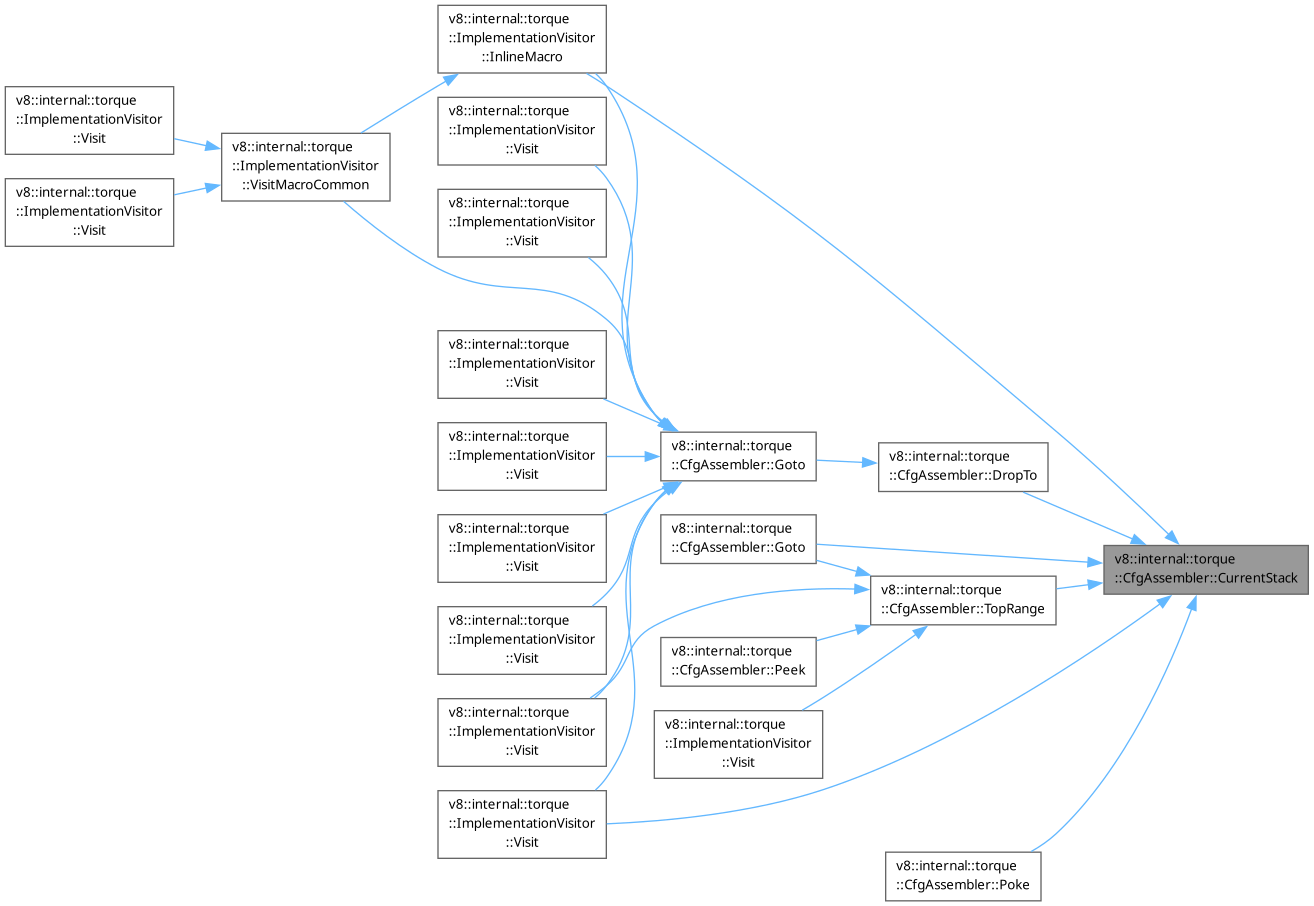 v8::internal::torque
::ImplementationVisitor
::InlineMacro
v8::internal::torque
::ImplementationVisitor
::Visit
v8::internal::torque
::ImplementationVisitor
::Visit
v8::internal::torque
::ImplementationVisitor
::VisitMacroCommon
v8::internal::torque
::ImplementationVisitor
::Visit
v8::internal::torque
::ImplementationVisitor
::Visit
v8::internal::torque
::ImplementationVisitor
::Visit
v8::internal::torque
::ImplementationVisitor
::Visit
v8::internal::torque
::CfgAssembler::Goto
v8::internal::torque
::CfgAssembler::DropTo
v8::internal::torque
::ImplementationVisitor
::Visit
v8::internal::torque
::CfgAssembler::Goto
v8::internal::torque
::CfgAssembler::CurrentStack
v8::internal::torque
::CfgAssembler::TopRange
v8::internal::torque
::ImplementationVisitor
::Visit
v8::internal::torque
::CfgAssembler::Peek
v8::internal::torque
::ImplementationVisitor
::Visit
v8::internal::torque
::ImplementationVisitor
::Visit
v8::internal::torque
::ImplementationVisitor
::Visit
v8::internal::torque
::CfgAssembler::Poke